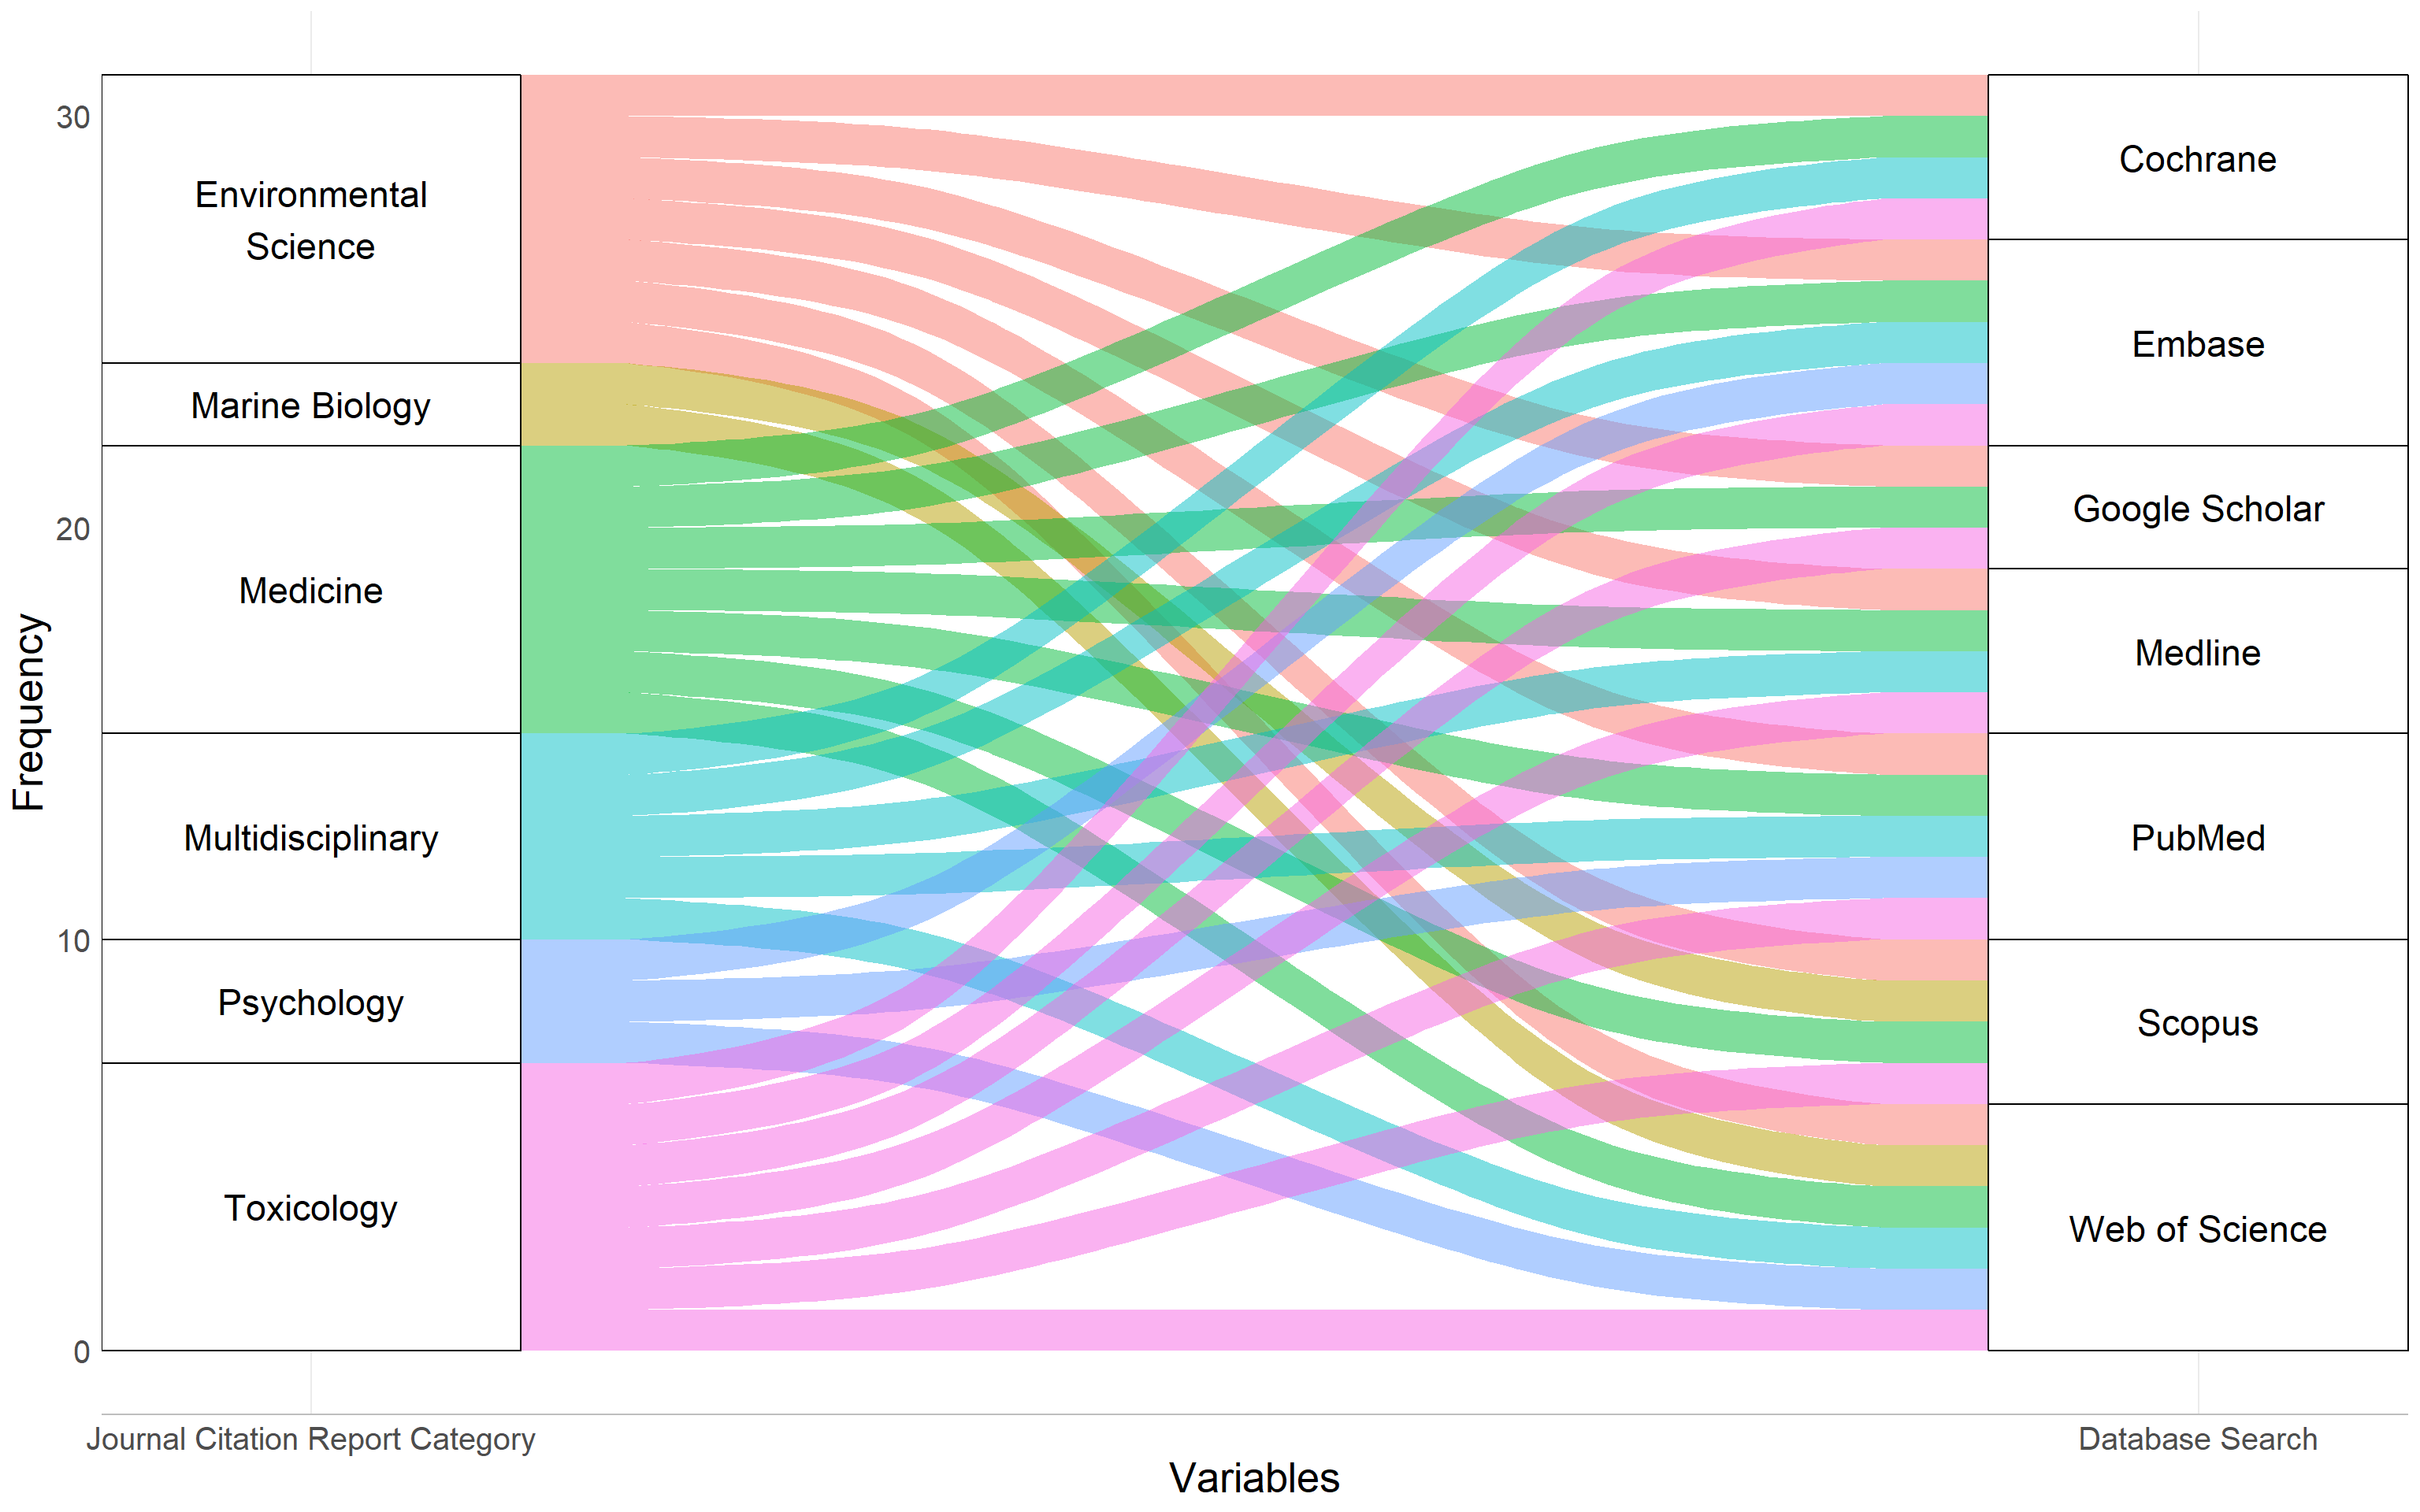 30
20
10
0
Frequency
Environmental
Science
Marine Biology
Medicine
Multidisciplinary
Psychology
Toxicology
Cochrane
Embase
Google Scholar
Medline
PubMed
Scopus
Web of Science
Journal Citation Report Category
Database Search
Variables